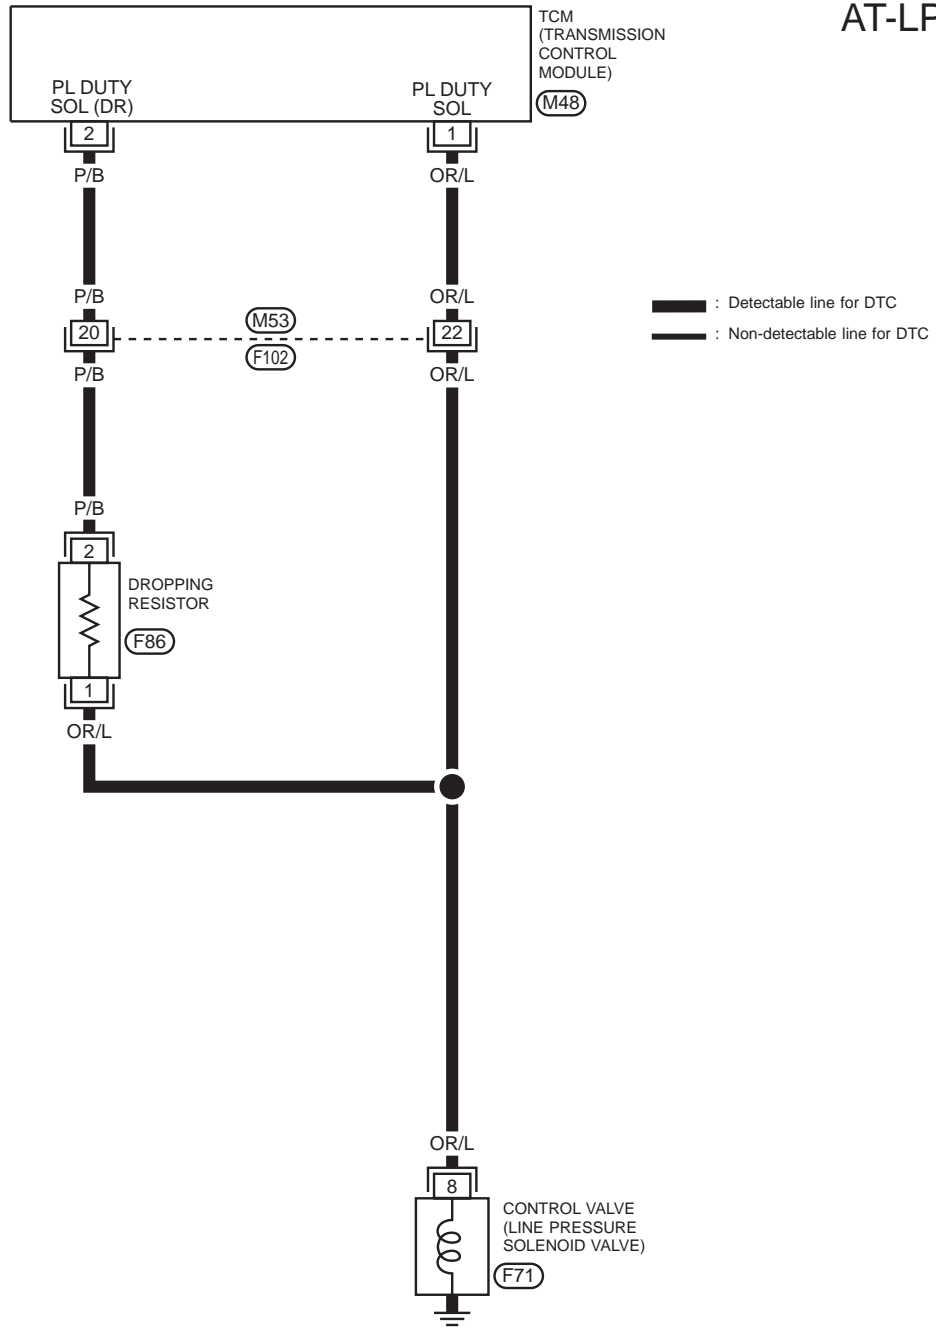 AT-LP
TCM
(TRANSMISSION
CONTROL
MODULE)
M48
PL DUTY
SOL (DR)
PL DUTY
SOL
2
1
P/B
OR/L
P/B
OR/L
20
M53
22
F102
P/B
OR/L
: Detectable line for DTC
: Non-detectable line for DTC
P/B
2
DROPPING
RESISTOR
F86
1
OR/L
OR/L
8
CONTROL VALVE
(LINE PRESSURE
SOLENOID VALVE)
F71